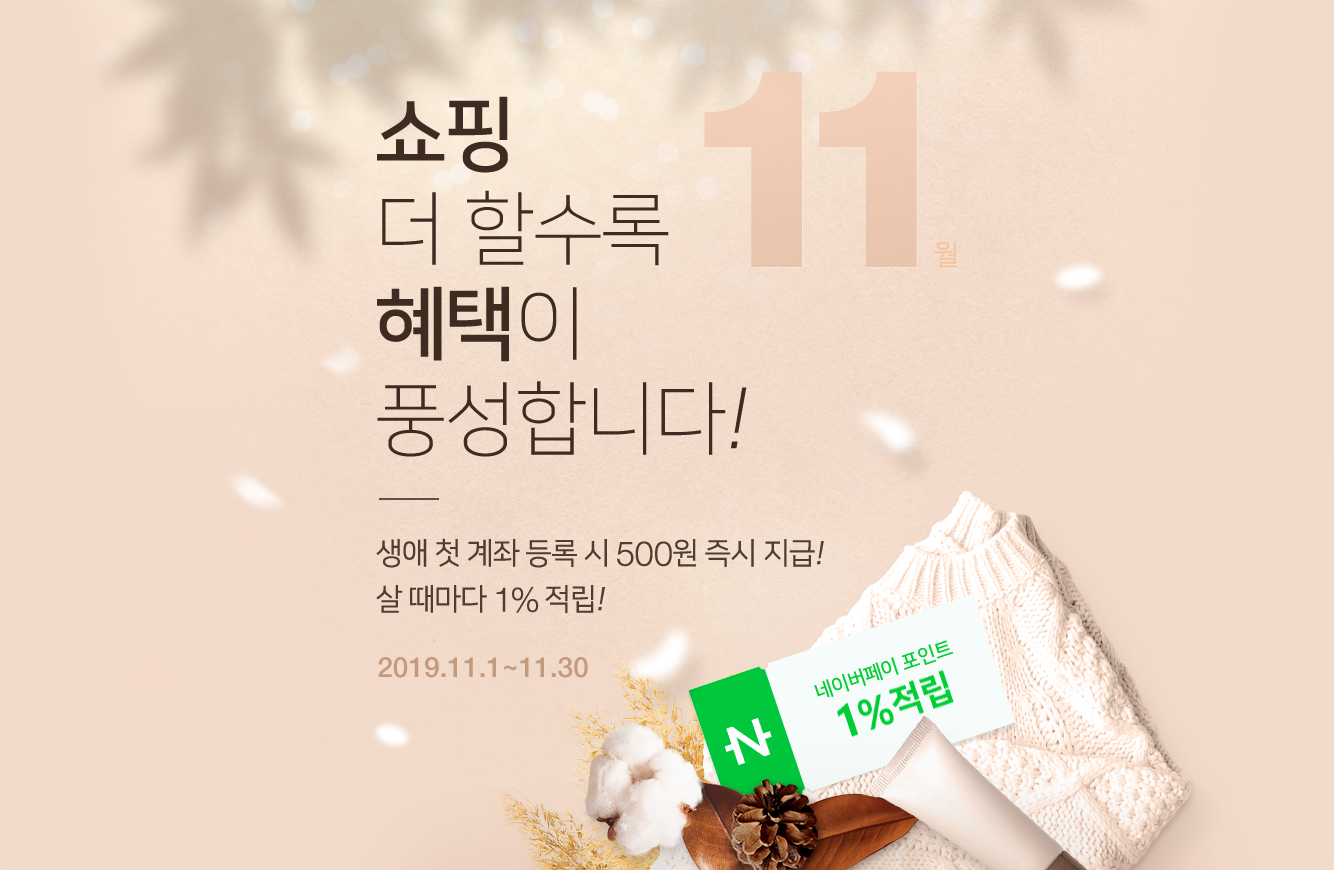 쇼핑
더 할수록
혜택이
풍성합니다!
11월
생애 첫 계좌 등록 시 500원 즉시 지급!
살 때마다 1% 적립!
2019.11.1~11.30
네이버페이 포인트
1%적립
N